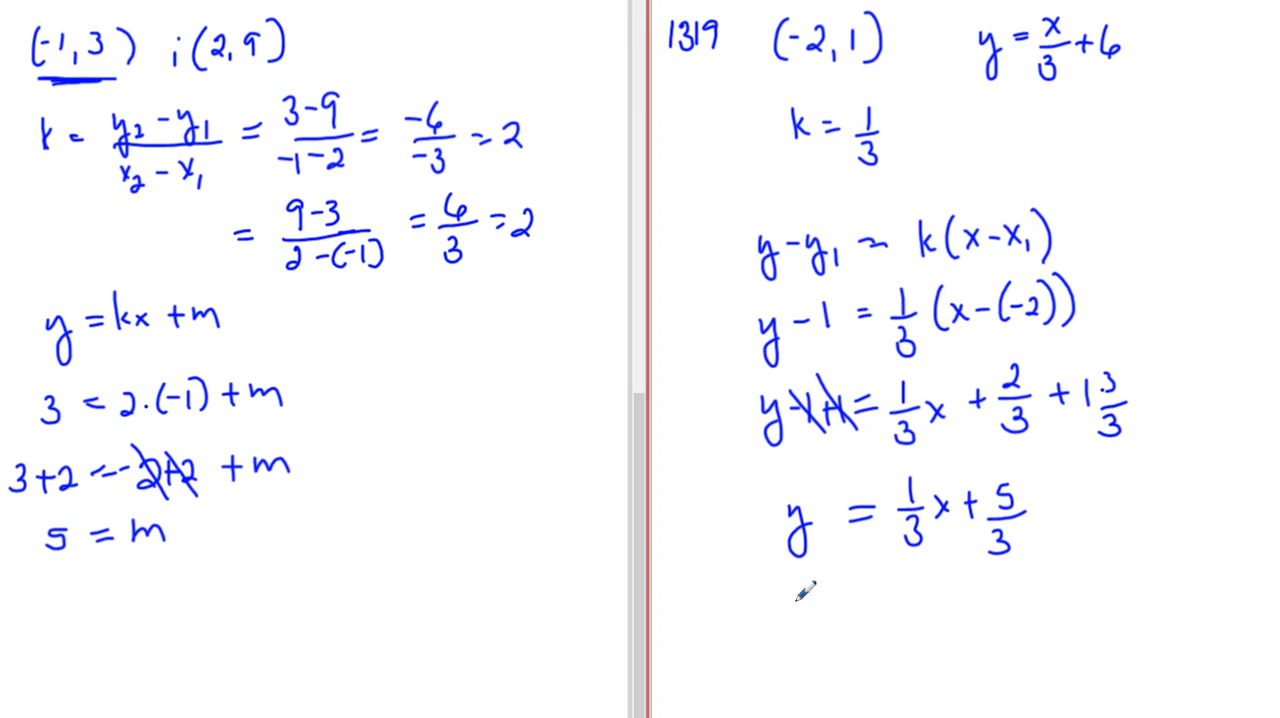 (-1,3) i (2,9)
k = y₂ - y₁ / x₂ - x₁ = 3-9 / -1-2 = -6 / -3 = 2
= 9-3 / 2-(-1) = 6 / 3 = 2
y = kx + m
3 = 2·(-1) + m
3+2 = -2+2 + m
5 = m
1319 (-2,1) y = x/3 + 6
k = 1/3
y - y₁ = k(x - x₁)
y - 1 = 1/3 (x-(-2))
y -1+1 = 1/3 x + 2/3 + 1·3/3
y = 1/3 x + 5/3